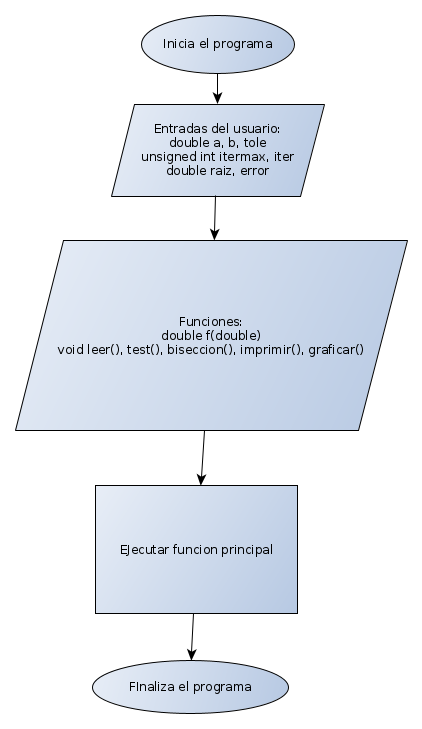 Inicia el programa
Entradas del usuario:
double a, b, tole
unsigned int itermax, iter
double raiz, error
Funciones:
double f(double)
void leer(), test(), biseccion(), imprimir(), graficar()
EJecutar funcion principal
FInaliza el programa